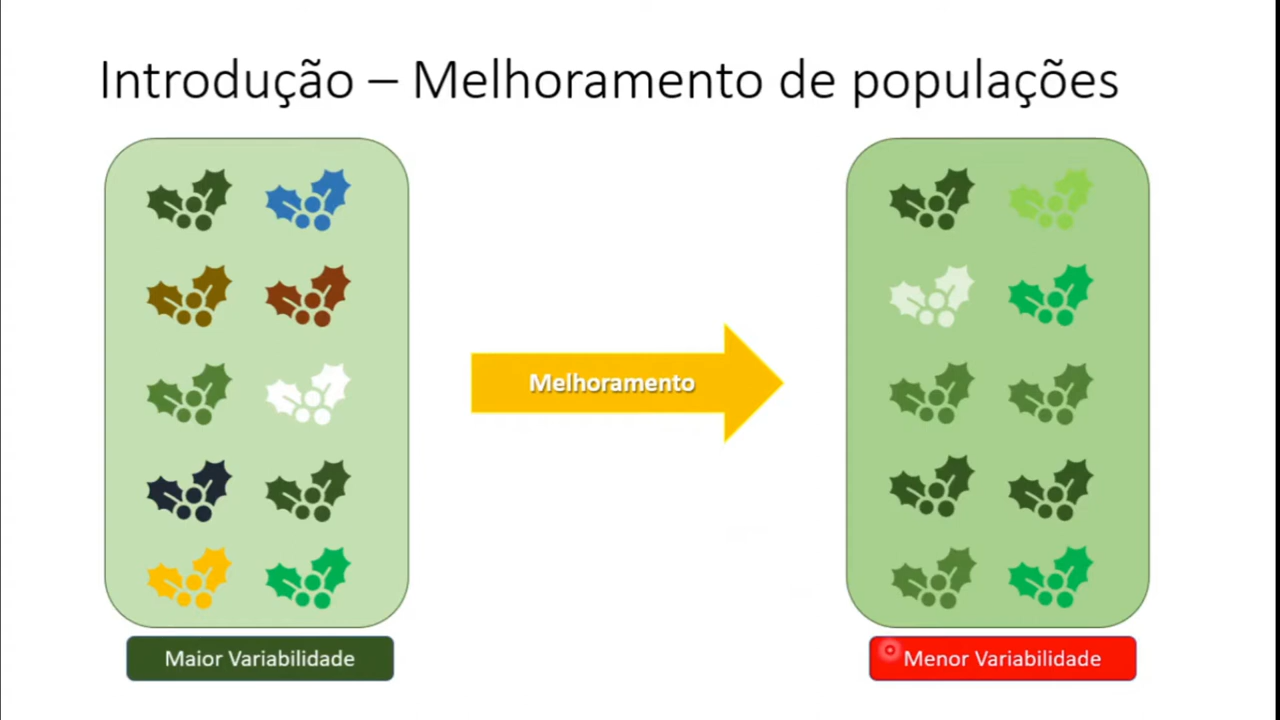 Introdução – Melhoramento de populações
Melhoramento
Maior Variabilidade
Menor Variabilidade